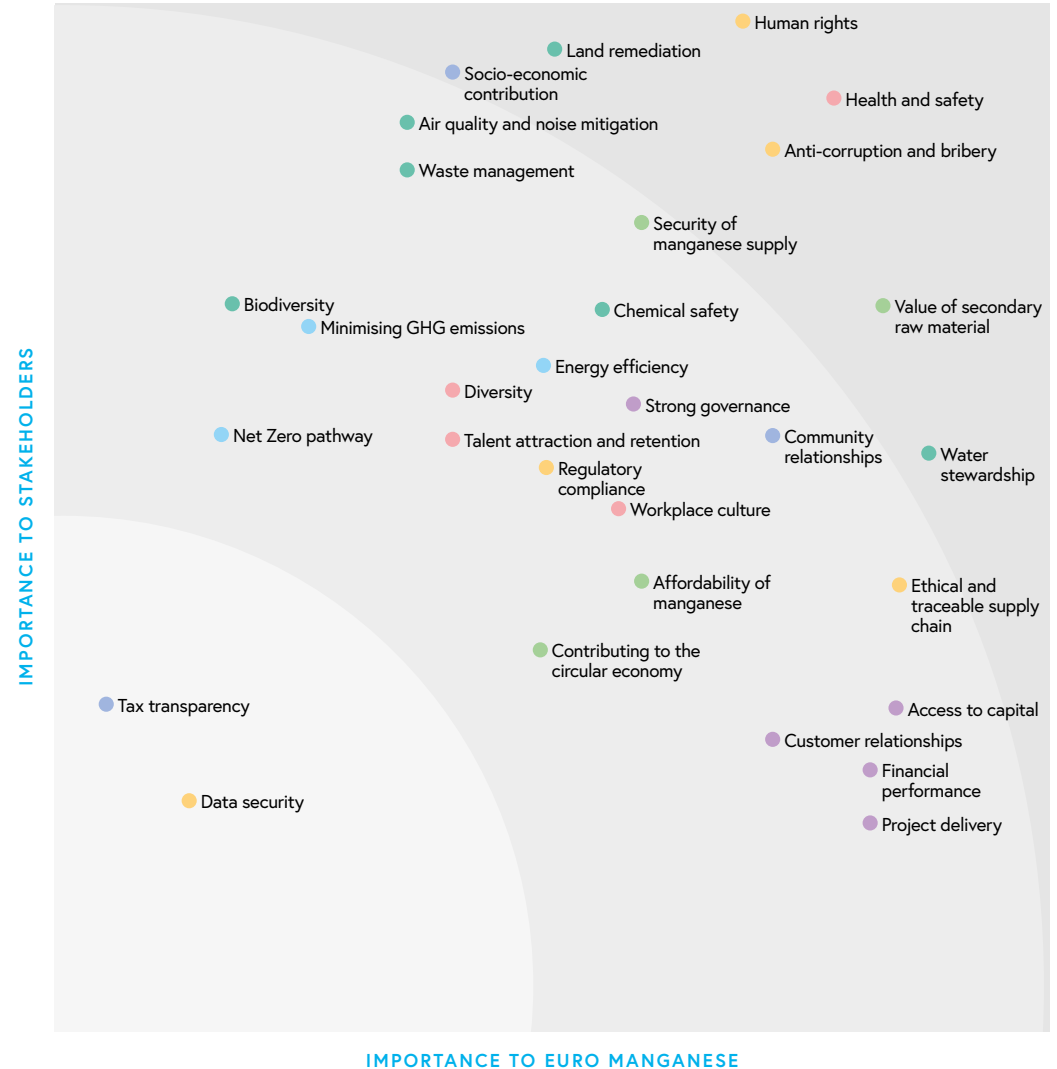 Human rights
Land remediation
Socio-economic
contribution
Health and safety
Air quality and noise mitigation
Anti-corruption and bribery
Waste management
Security of
manganese supply
Biodiversity
Minimising GHG emissions
Chemical safety
Value of secondary
raw material
Energy efficiency
Diversity
Strong governance
Net Zero pathway
Talent attraction and retention
Community
relationships
Water
stewardship
Regulatory
compliance
Workplace culture
Affordability of
manganese
Ethical and
traceable supply
chain
Contributing to the
circular economy
Tax transparency
Access to capital
Customer relationships
Financial
performance
Data security
Project delivery
IMPORTANCE TO STAKEHOLDERS
IMPORTANCE TO EURO MANGANESE